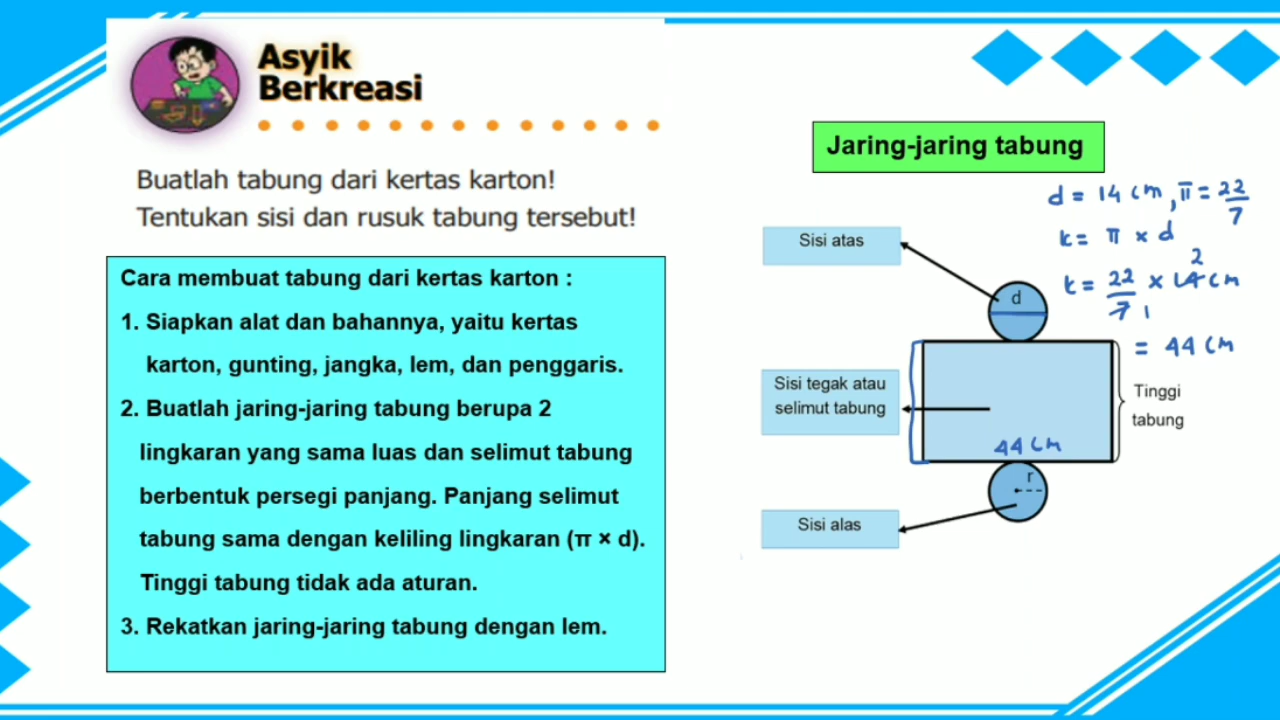 Asyik
Berkreasi
Buatlah tabung dari kertas karton!
Tentukan sisi dan rusuk tabung tersebut!
Cara membuat tabung dari kertas karton :
1. Siapkan alat dan bahannya, yaitu kertas
karton, gunting, jangka, lem, dan penggaris.
2. Buatlah jaring-jaring tabung berupa 2
lingkaran yang sama luas dan selimut tabung
berbentuk persegi panjang. Panjang selimut
tabung sama dengan keliling lingkaran (π × d).
Tinggi tabung tidak ada aturan.
3. Rekatkan jaring-jaring tabung dengan lem.
Jaring-jaring tabung
d = 14 cm, π = 22/7
k = π × d
k = 22/7 × 14 cm
2
1
= 44 cm
Sisi atas
d
Sisi tegak atau
selimut tabung
Tinggi
tabung
44 cm
r
Sisi alas